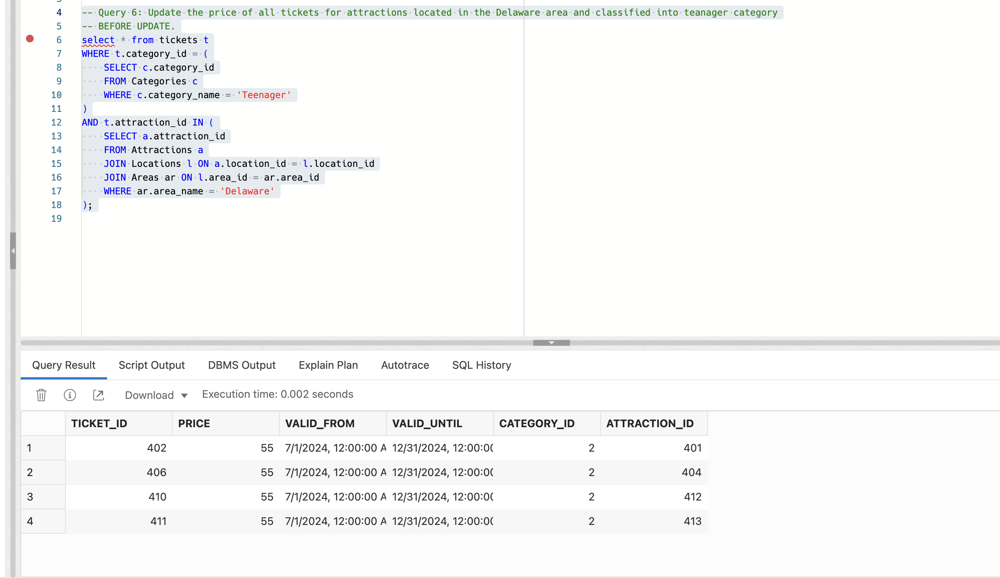 4 -- Query 6: Update the price of all tickets for attractions located in the Delaware area and classified into teanager category
5 -- BEFORE UPDATE.
6 select * from tickets t
7 WHERE t.category_id = (
8 SELECT c.category_id
9 FROM Categories c
10 WHERE c.category_name = 'Teenager'
11 )
12 AND t.attraction_id IN (
13 SELECT a.attraction_id
14 FROM Attractions a
15 JOIN Locations l ON a.location_id = l.location_id
16 JOIN Areas ar ON l.area_id = ar.area_id
17 WHERE ar.area_name = 'Delaware'
18 );
19
Query Result Script Output DBMS Output Explain Plan Autotrace SQL History
Download Execution time: 0.002 seconds
TICKET_ID PRICE VALID_FROM VALID_UNTIL CATEGORY_ID ATTRACTION_ID
1 402 55 7/1/2024, 12:00:00 A 12/31/2024, 12:00:00 2 401
2 406 55 7/1/2024, 12:00:00 A 12/31/2024, 12:00:00 2 404
3 410 55 7/1/2024, 12:00:00 A 12/31/2024, 12:00:00 2 412
4 411 55 7/1/2024, 12:00:00 A 12/31/2024, 12:00:00 2 413